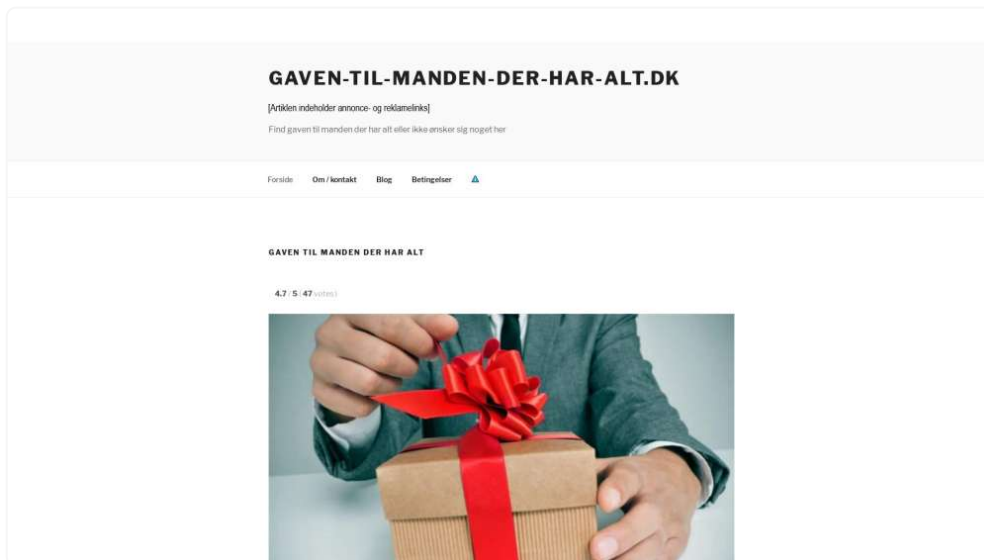 GAVEN-TIL-MANDEN-DER-HAR-ALT.DK
[Artiklen indeholder annonce- og reklamelinks]
Find gaven til manden der har alt eller ikke ønsker sig noget her
Forside Om / kontakt Blog Betingelser
GAVEN TIL MANDEN DER HAR ALT
4.7 / 5 ( 47 votes )